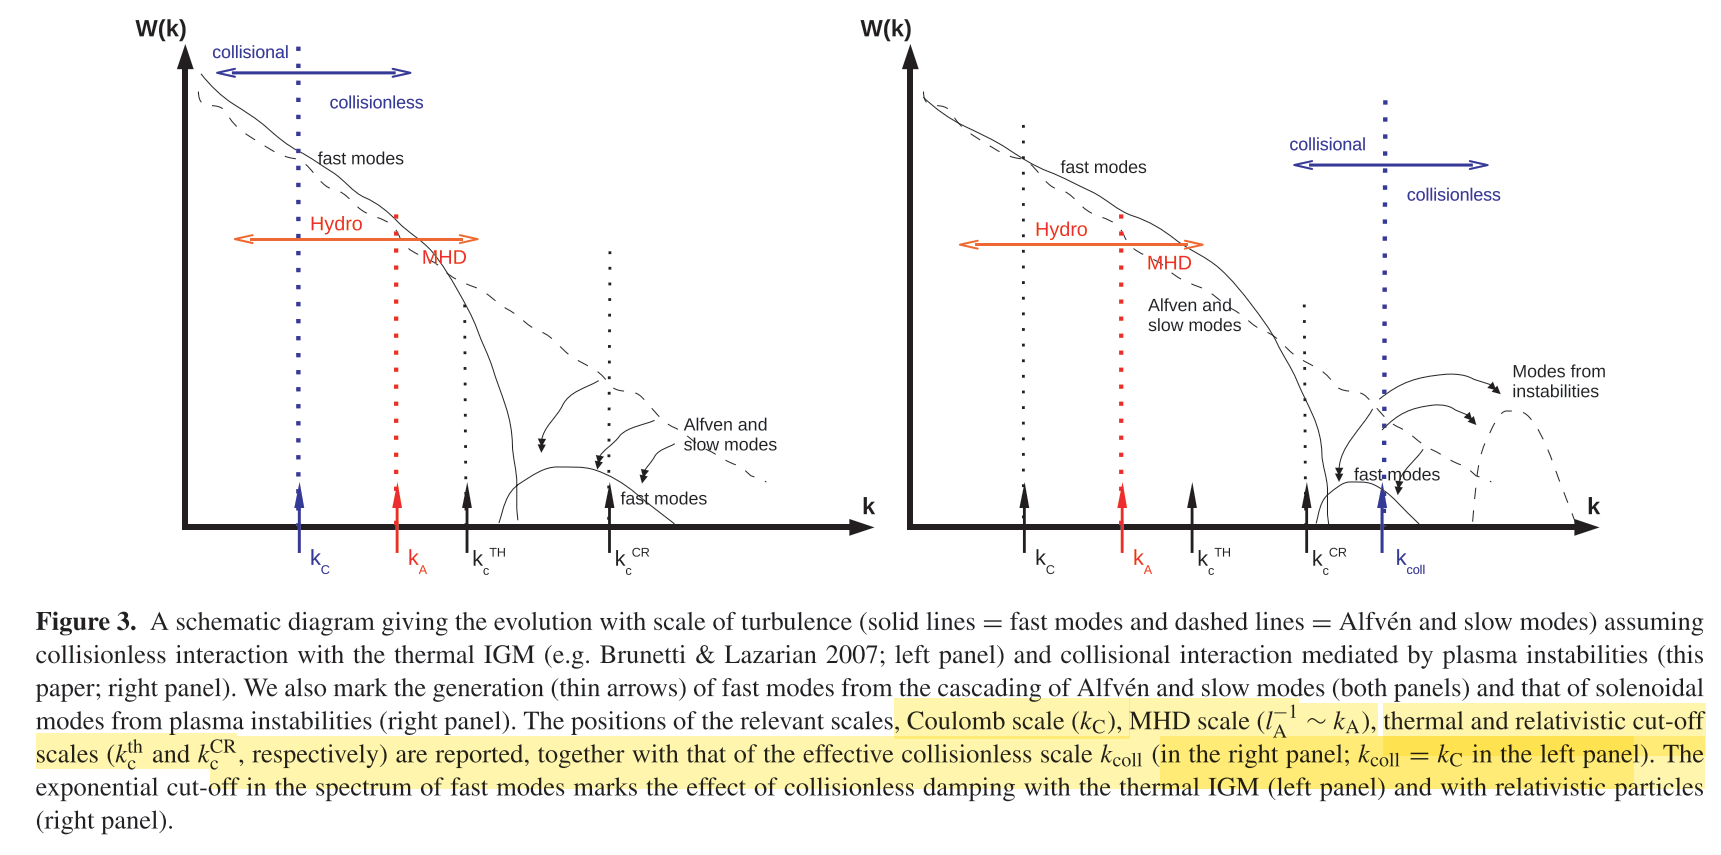 W(k)
collisional
collisionless
fast modes
Hydro
MHD
Alfven and
slow modes
fast modes
k
k_C
k_A
k_c^TH
k_c^CR
W(k)
fast modes
collisional
collisionless
Hydro
MHD
Alfven and
slow modes
Modes from
instabilities
fast modes
k
k_C
k_A
k_c^TH
k_c^CR
k_coll
Figure 3. A schematic diagram giving the evolution with scale of turbulence (solid lines = fast modes and dashed lines = Alfvén and slow modes) assuming
collisionless interaction with the thermal IGM (e.g. Brunetti & Lazarian 2007; left panel) and collisional interaction mediated by plasma instabilities (this
paper; right panel). We also mark the generation (thin arrows) of fast modes from the cascading of Alfvén and slow modes (both panels) and that of solenoidal
modes from plasma instabilities (right panel). The positions of the relevant scales, Coulomb scale (k_C), MHD scale (l_A^−1 ∼ k_A), thermal and relativistic cut-off
scales (k_c^th and k_c^CR, respectively) are reported, together with that of the effective collisionless scale k_coll (in the right panel; k_coll = k_C in the left panel). The
exponential cut-off in the spectrum of fast modes marks the effect of collisionless damping with the thermal IGM (left panel) and with relativistic particles
(right panel).